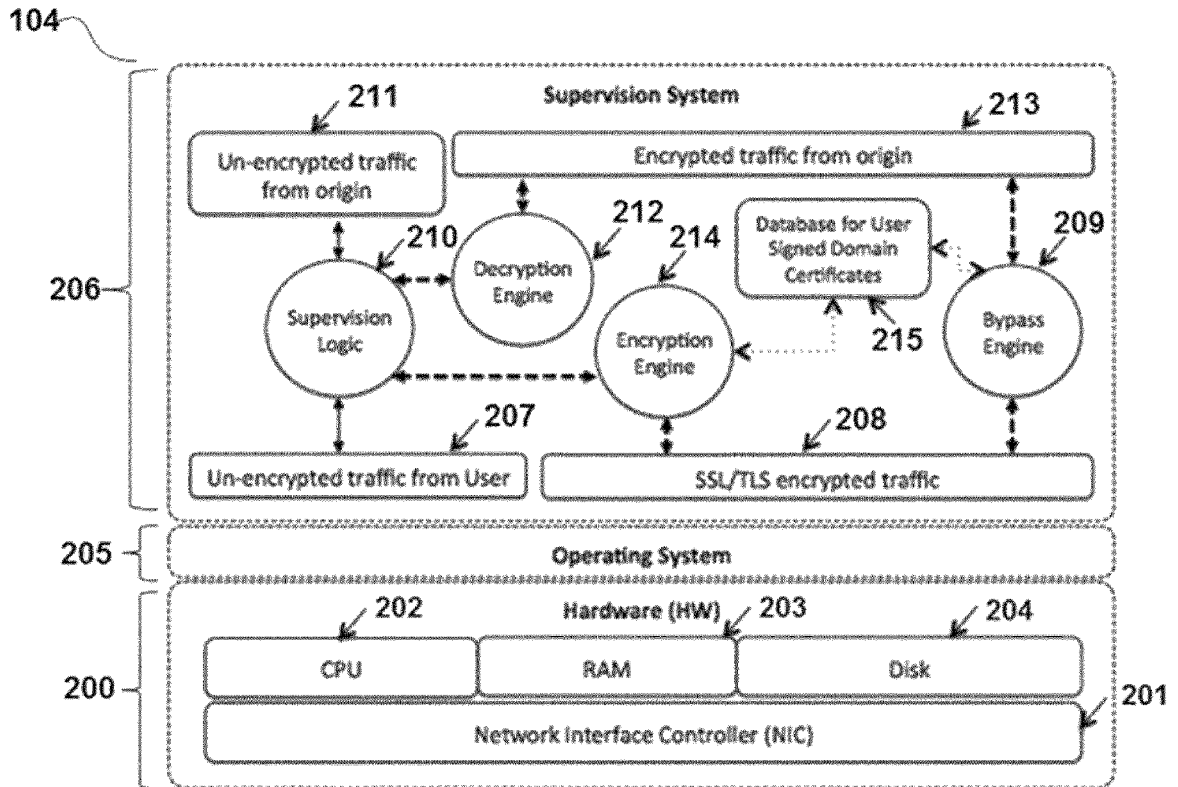 104
Supervision System
211
213
Un-encrypted traffic
from origin
Encrypted traffic from origin
212
Database for User
Signed Domain
Certificates
209
210
214
Decryption
Engine
206
Supervision
Logic
Encryption
Engine
215
Bypass
Engine
207
208
Un-encrypted traffic from User
SSL/TLS encrypted traffic
205
Operating System
Hardware (HW)
202
203
204
CPU
RAM
Disk
200
201
Network Interface Controller (NIC)